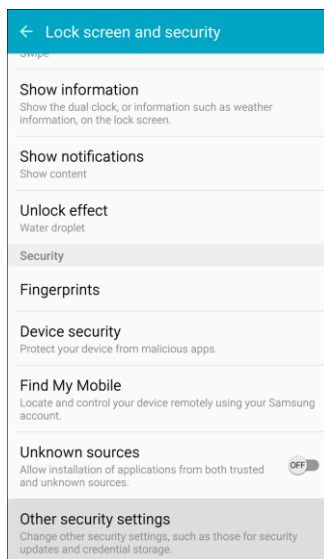 Lock screen and security
Swipe
Show information
Show the dual clock, or information such as weather
information, on the lock screen.
Show notifications
Show content
Unlock effect
Water droplet
Security
Fingerprints
Device security
Protect your device from malicious apps.
Find My Mobile
Locate and control your device remotely using your Samsung
account.
Unknown sources
Allow installation of applications from both trusted
and unknown sources.
OFF
Other security settings
Change other security settings, such as those for security
updates and credential storage.